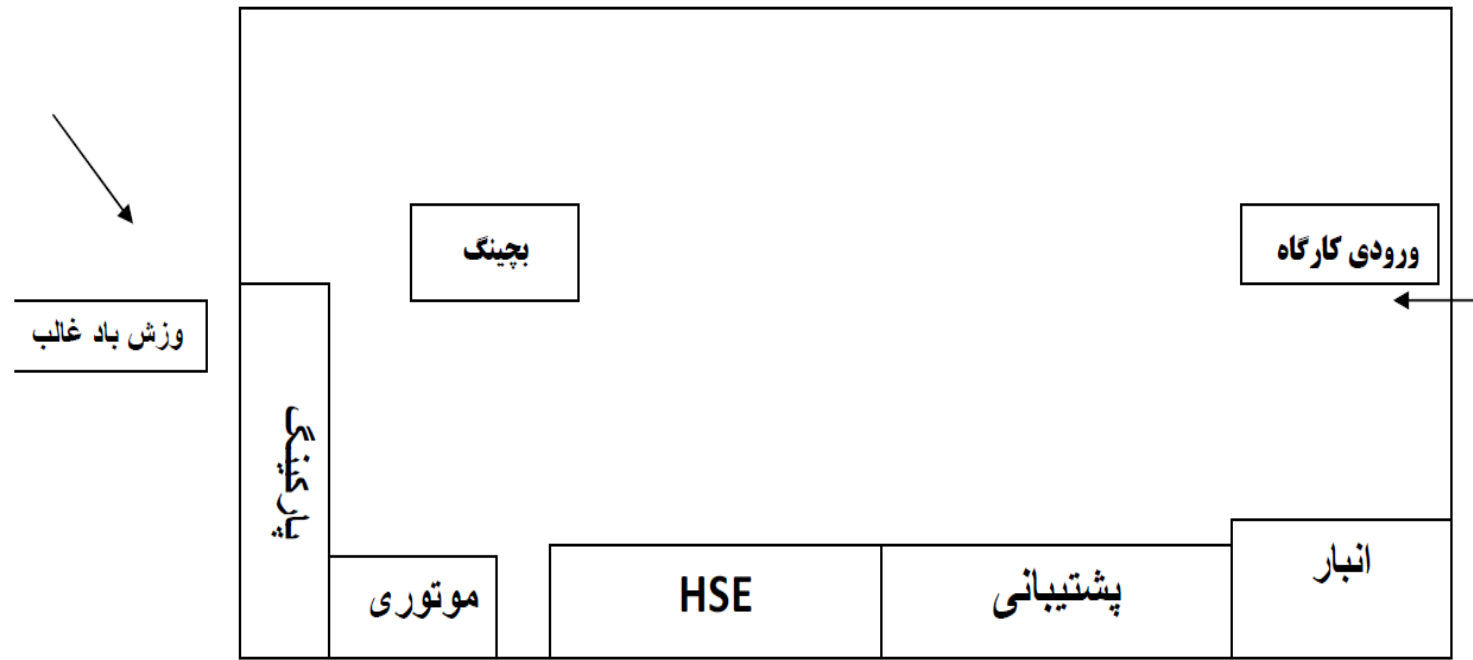 بچینگ
ورودی کارگاه
وزش باد غالب
پارکینگ
موتوری
HSE
پشتیبانی
انبار